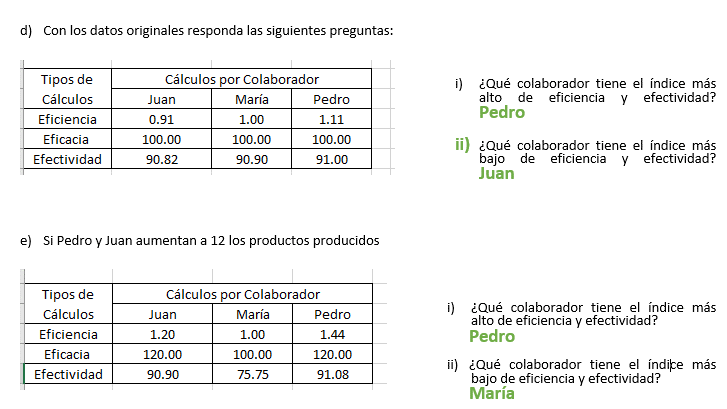 d) Con los datos originales responda las siguientes preguntas:
Tipos de Cálculos por Colaborador
Cálculos Juan María Pedro
Eficiencia 0.91 1.00 1.11
Eficacia 100.00 100.00 100.00
Efectividad 90.82 90.90 91.00
i) ¿Qué colaborador tiene el índice más
alto de eficiencia y efectividad?
Pedro
ii) ¿Qué colaborador tiene el índice más
bajo de eficiencia y efectividad?
Juan
e) Si Pedro y Juan aumentan a 12 los productos producidos
Tipos de Cálculos por Colaborador
Cálculos Juan María Pedro
Eficiencia 1.20 1.00 1.44
Eficacia 120.00 100.00 120.00
Efectividad 90.90 75.75 91.08
i) ¿Qué colaborador tiene el índice más
alto de eficiencia y efectividad?
Pedro
ii) ¿Qué colaborador tiene el índice más
bajo de eficiencia y efectividad?
María